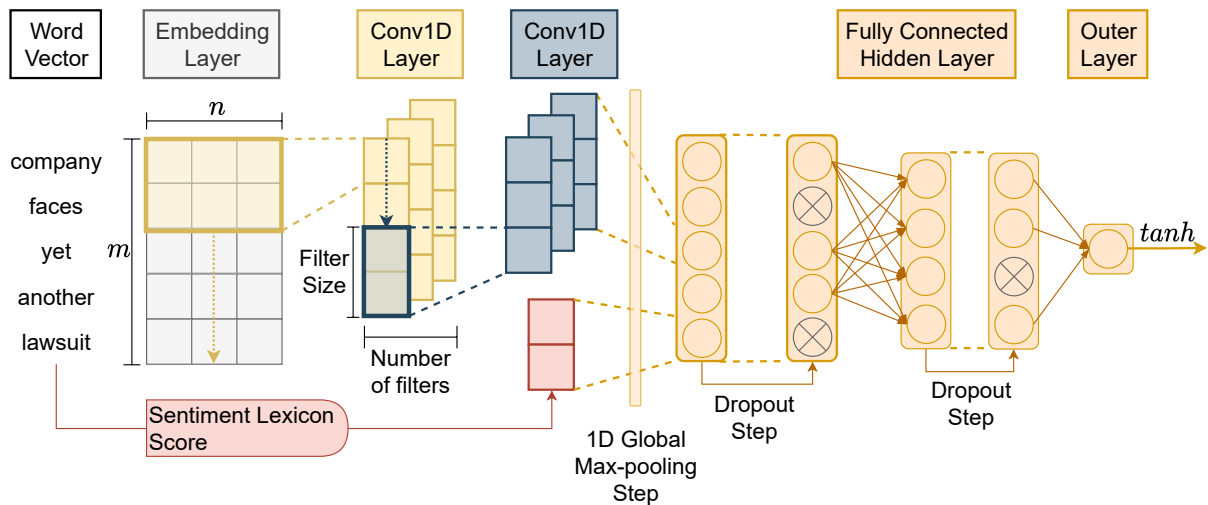 Word
Vector
Embedding
Layer
Conv1D
Layer
Conv1D
Layer
Fully Connected
Hidden Layer
Outer
Layer
n
m
company
faces
yet
another
lawsuit
Filter
Size
Number
of filters
Sentiment Lexicon
Score
1D Global
Max-pooling
Step
Dropout
Step
Dropout
Step
tanh